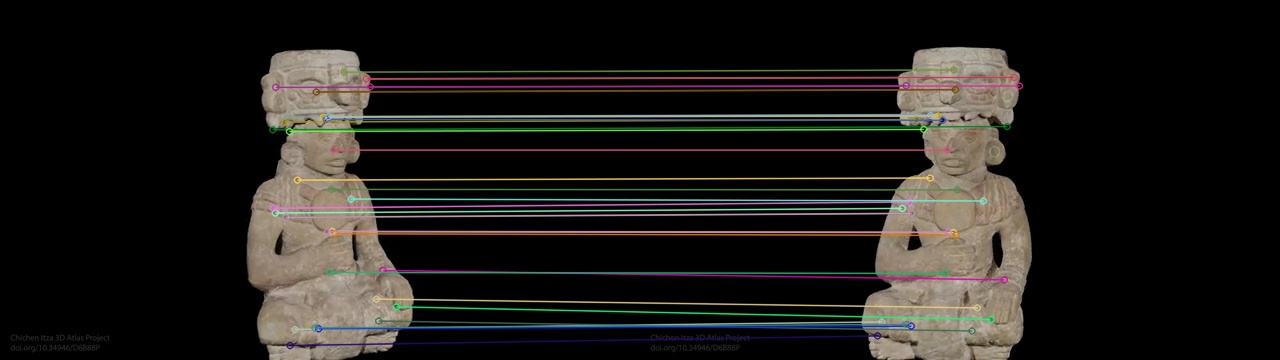 Chichen Itza 3D Atlas Project
doi.org/10.34946/D6B88P
Chichen Itza 3D Atlas Project
doi.org/10.34946/D6B88P